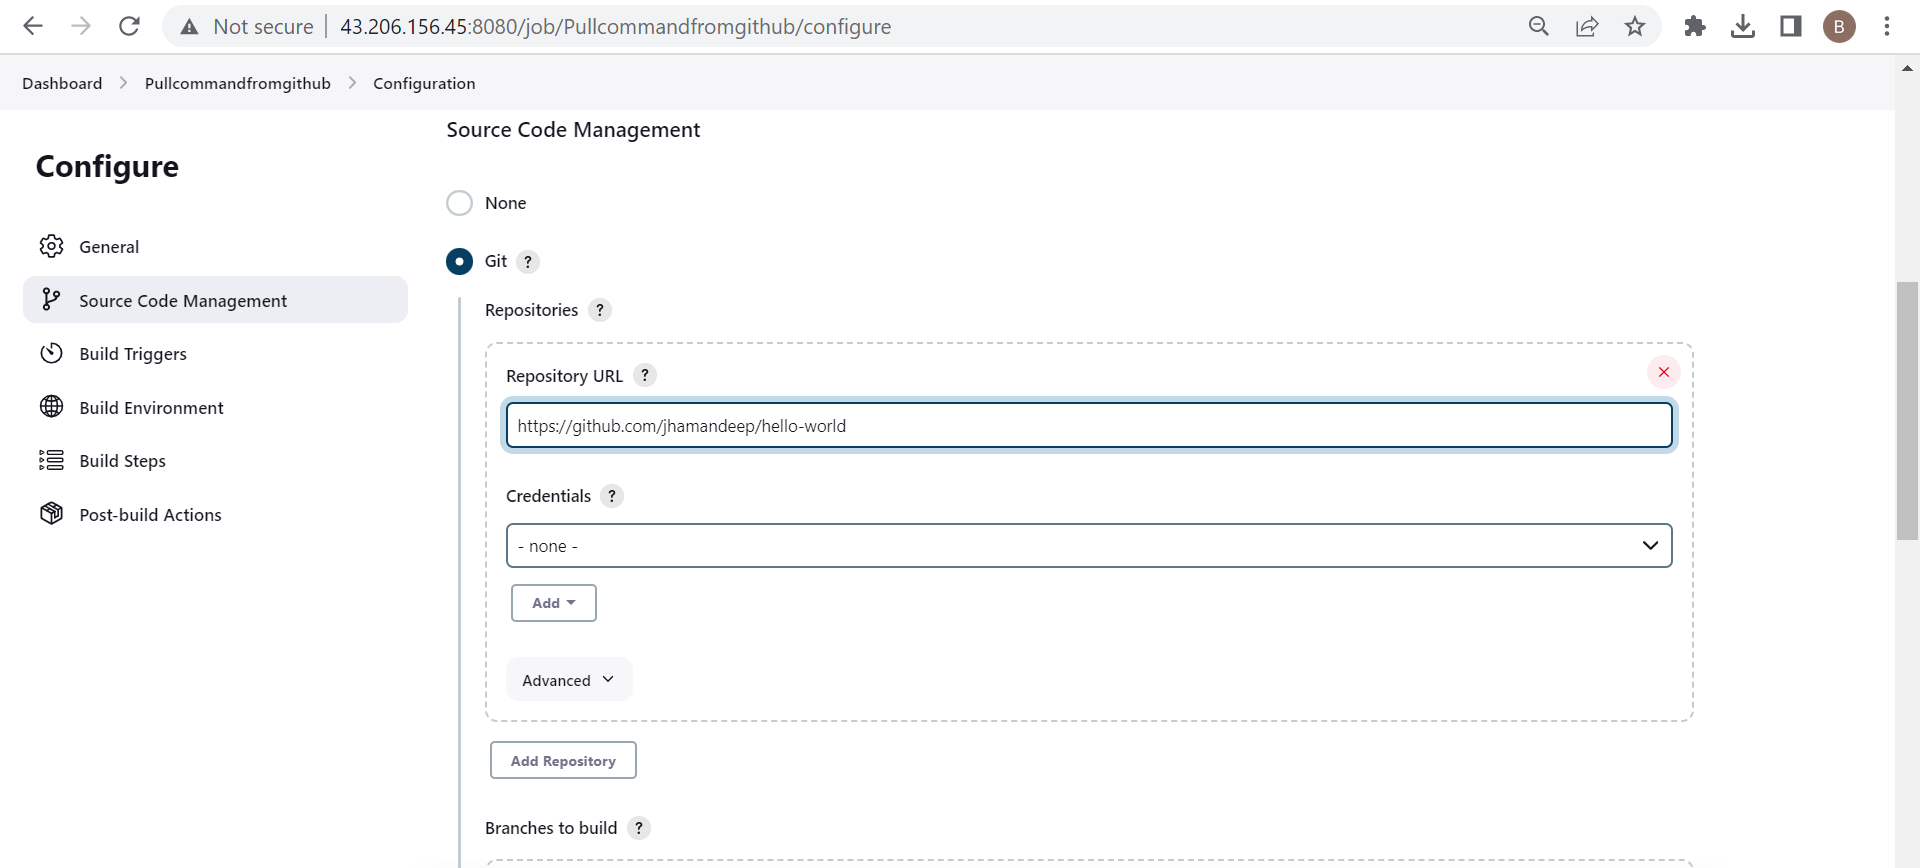 Not secure 43.206.156.45:8080/job/Pullcommandfromgithub/configure
B
Dashboard Pullcommandfromgithub Configuration
Source Code Management
Configure
None
General
Git ?
Source Code Management
Repositories ?
Build Triggers
Repository URL ?
Build Environment
https://github.com/jhamandeep/hello-world
Build Steps
Credentials ?
Post-build Actions
- none -
Add
Advanced
Add Repository
Branches to build ?